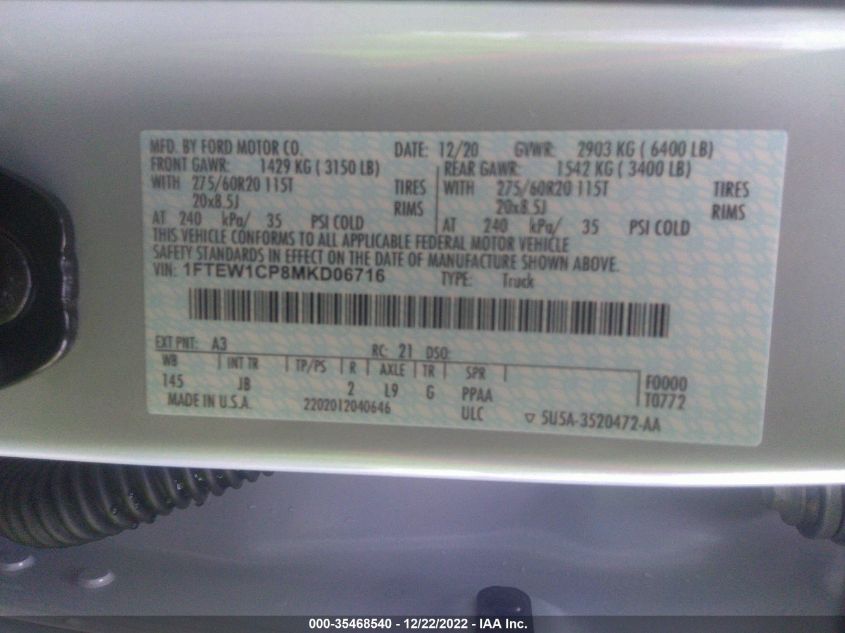 MFD. BY FORD MOTOR CO. DATE: 12/20 GVWR: 2903 KG ( 6400 LB)
FRONT GAWR: 1429 KG ( 3150 LB) REAR GAWR: 1542 KG ( 3400 LB)
WITH 275/60R20 115T TIRES WITH 275/60R20 115T TIRES
20x8.5J RIMS 20x8.5J RIMS
AT 240 kPa/ 35 PSI COLD AT 240 kPa/ 35 PSI COLD
THIS VEHICLE CONFORMS TO ALL APPLICABLE FEDERAL MOTOR VEHICLE
SAFETY STANDARDS IN EFFECT ON THE DATE OF MANUFACTURE SHOWN ABOVE.
VIN: 1FTEW1CP8MKD06716 TYPE: Truck
EXT PNT: A3 RC: 21 DSO:
WB INT TR TP/PS R AXLE TR SPR F0000
145 JB 2 L9 G PPAA T0772
MADE IN U.S.A. 2202012040646 ULC ▽ 5U5A-3520472-AA
000-35468540 - 12/22/2022 - IAA Inc.